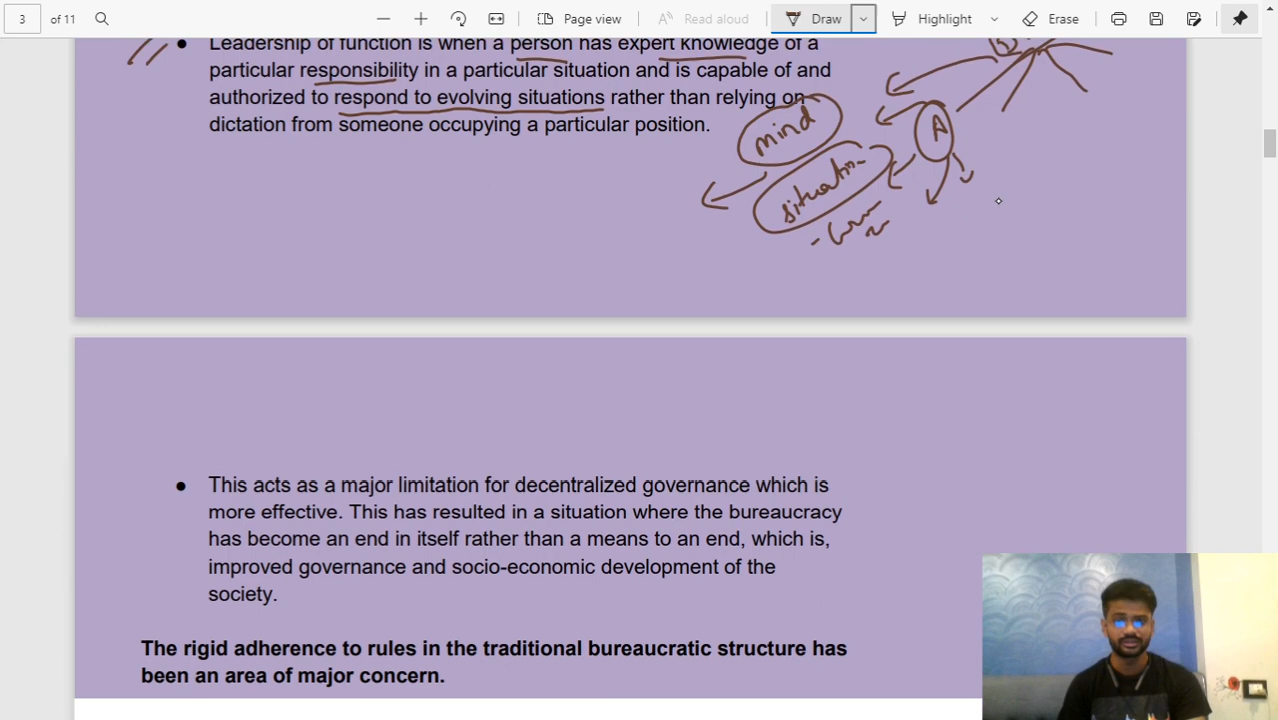 3 of 11 Page view Read aloud Draw Highlight Erase
Leadership of function is when a person has expert knowledge of a
particular responsibility in a particular situation and is capable of and
authorized to respond to evolving situations rather than relying on
dictation from someone occupying a particular position.
B
A
mind
situation
● This acts as a major limitation for decentralized governance which is
more effective. This has resulted in a situation where the bureaucracy
has become an end in itself rather than a means to an end, which is,
improved governance and socio-economic development of the
society.
The rigid adherence to rules in the traditional bureaucratic structure has
been an area of major concern.